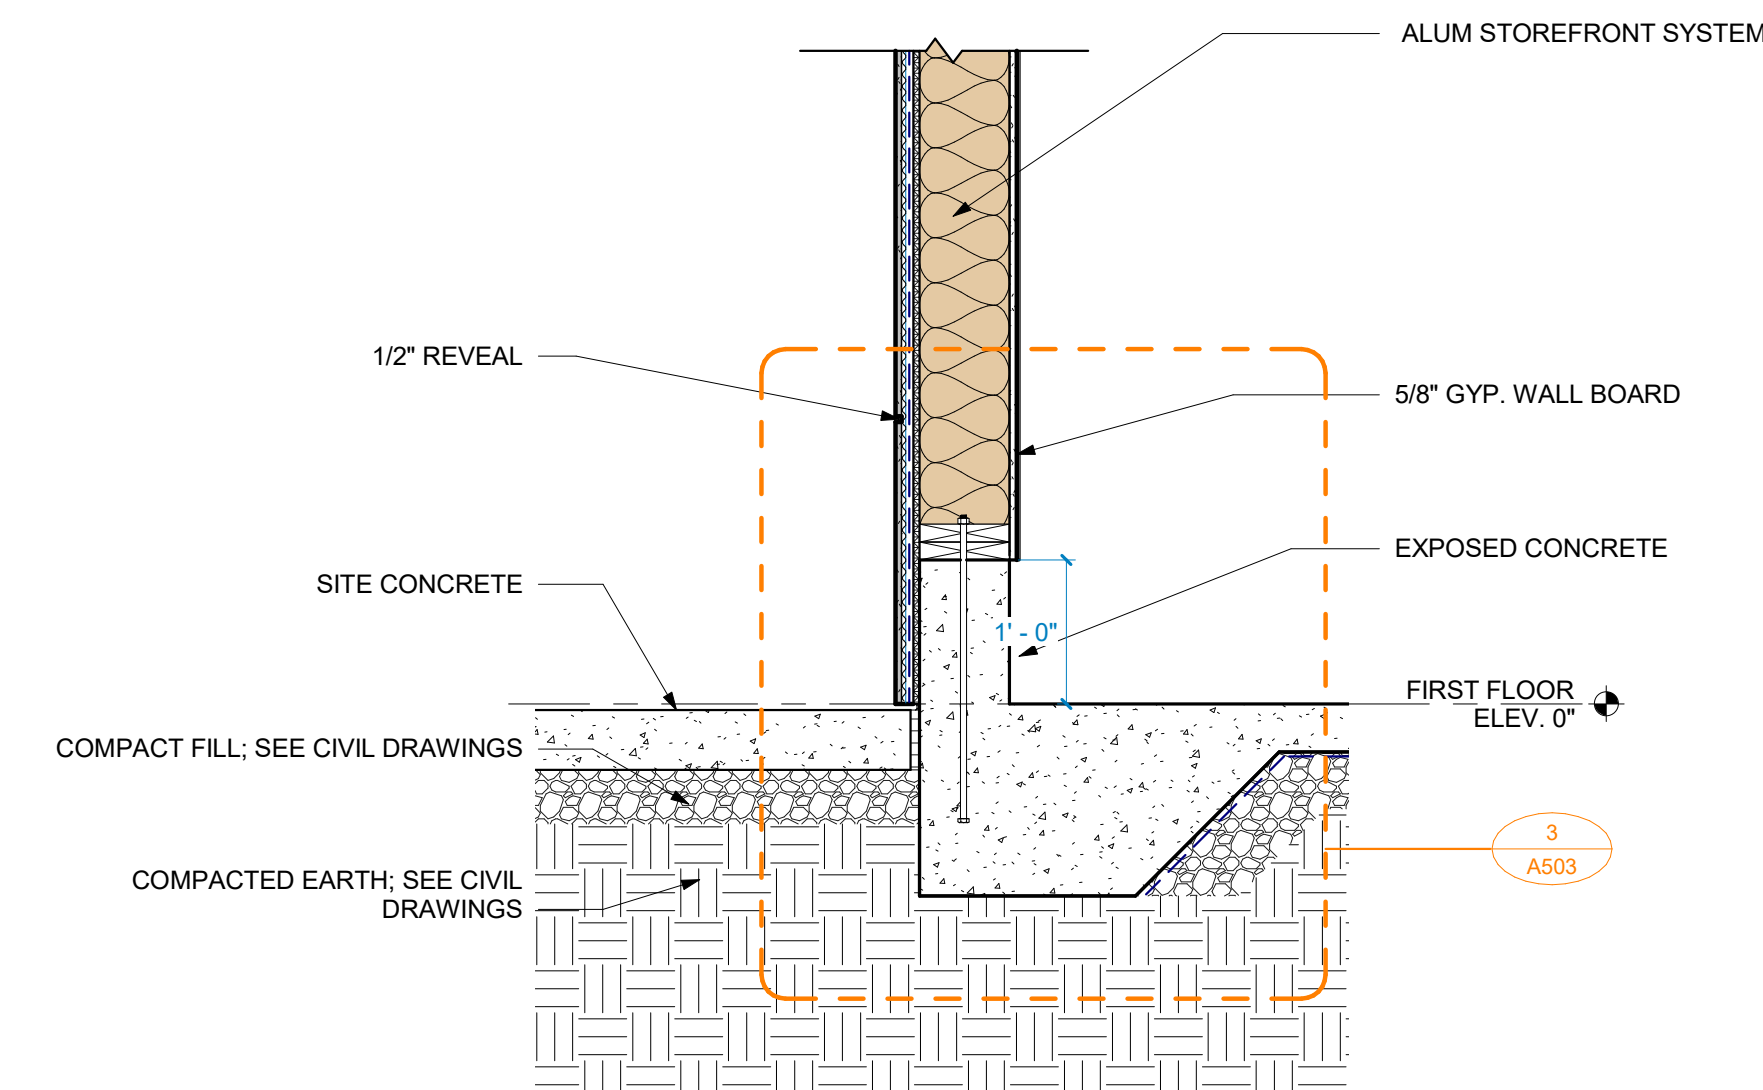 ALUM STOREFRONT SYSTEM
1/2" REVEAL
5/8" GYP. WALL BOARD
EXPOSED CONCRETE
SITE CONCRETE
1' - 0"
FIRST FLOOR
ELEV. 0"
COMPACT FILL; SEE CIVIL DRAWINGS
3
A503
COMPACTED EARTH; SEE CIVIL
DRAWINGS